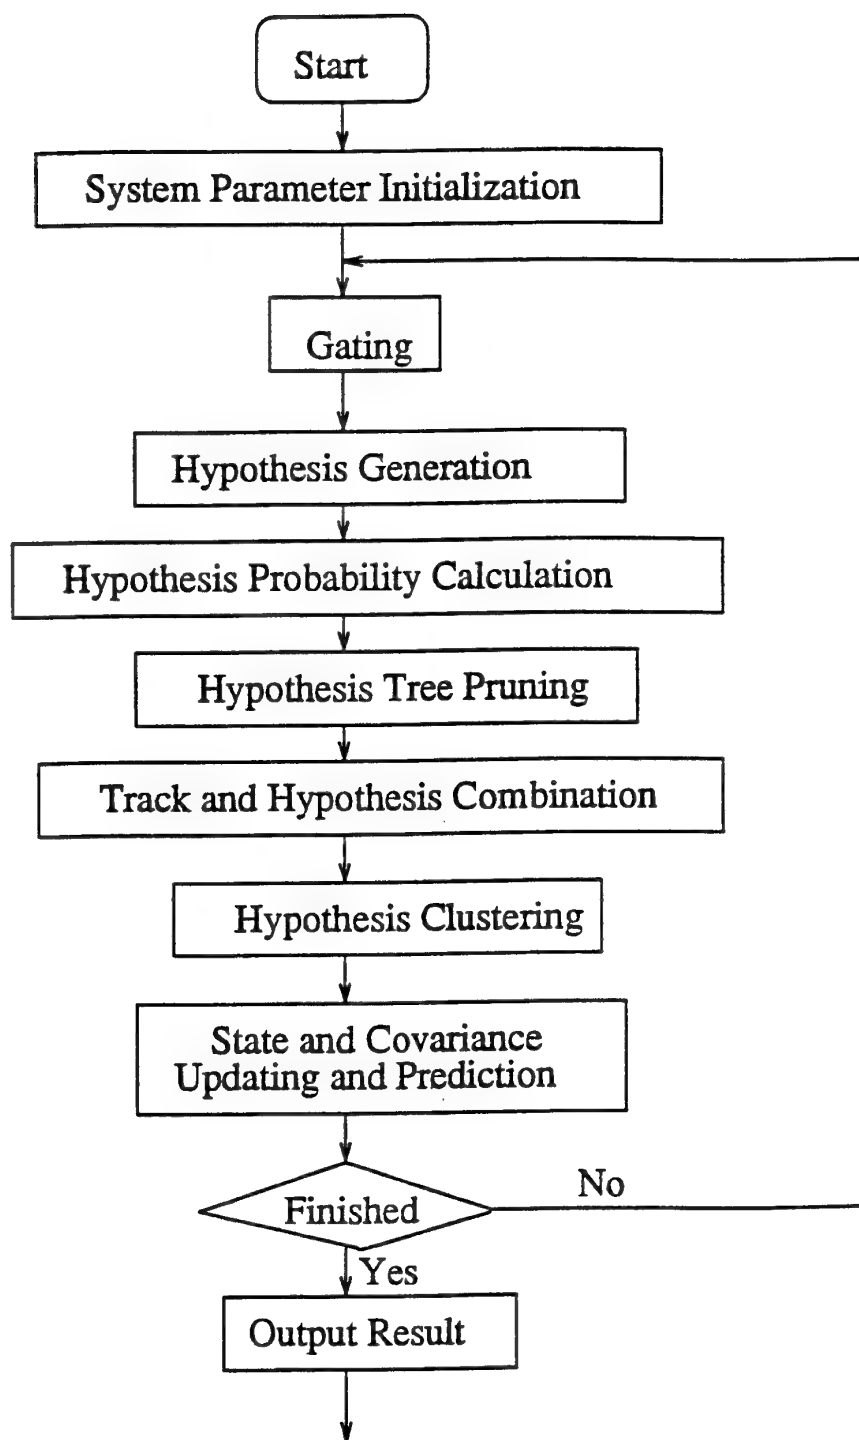 Start
System Parameter Initialization
Gating
Hypothesis Generation
Hypothesis Probability Calculation
Hypothesis Tree Pruning
Track and Hypothesis Combination
Hypothesis Clustering
State and Covariance
Updating and Prediction
No
Finished
Yes
Output Result